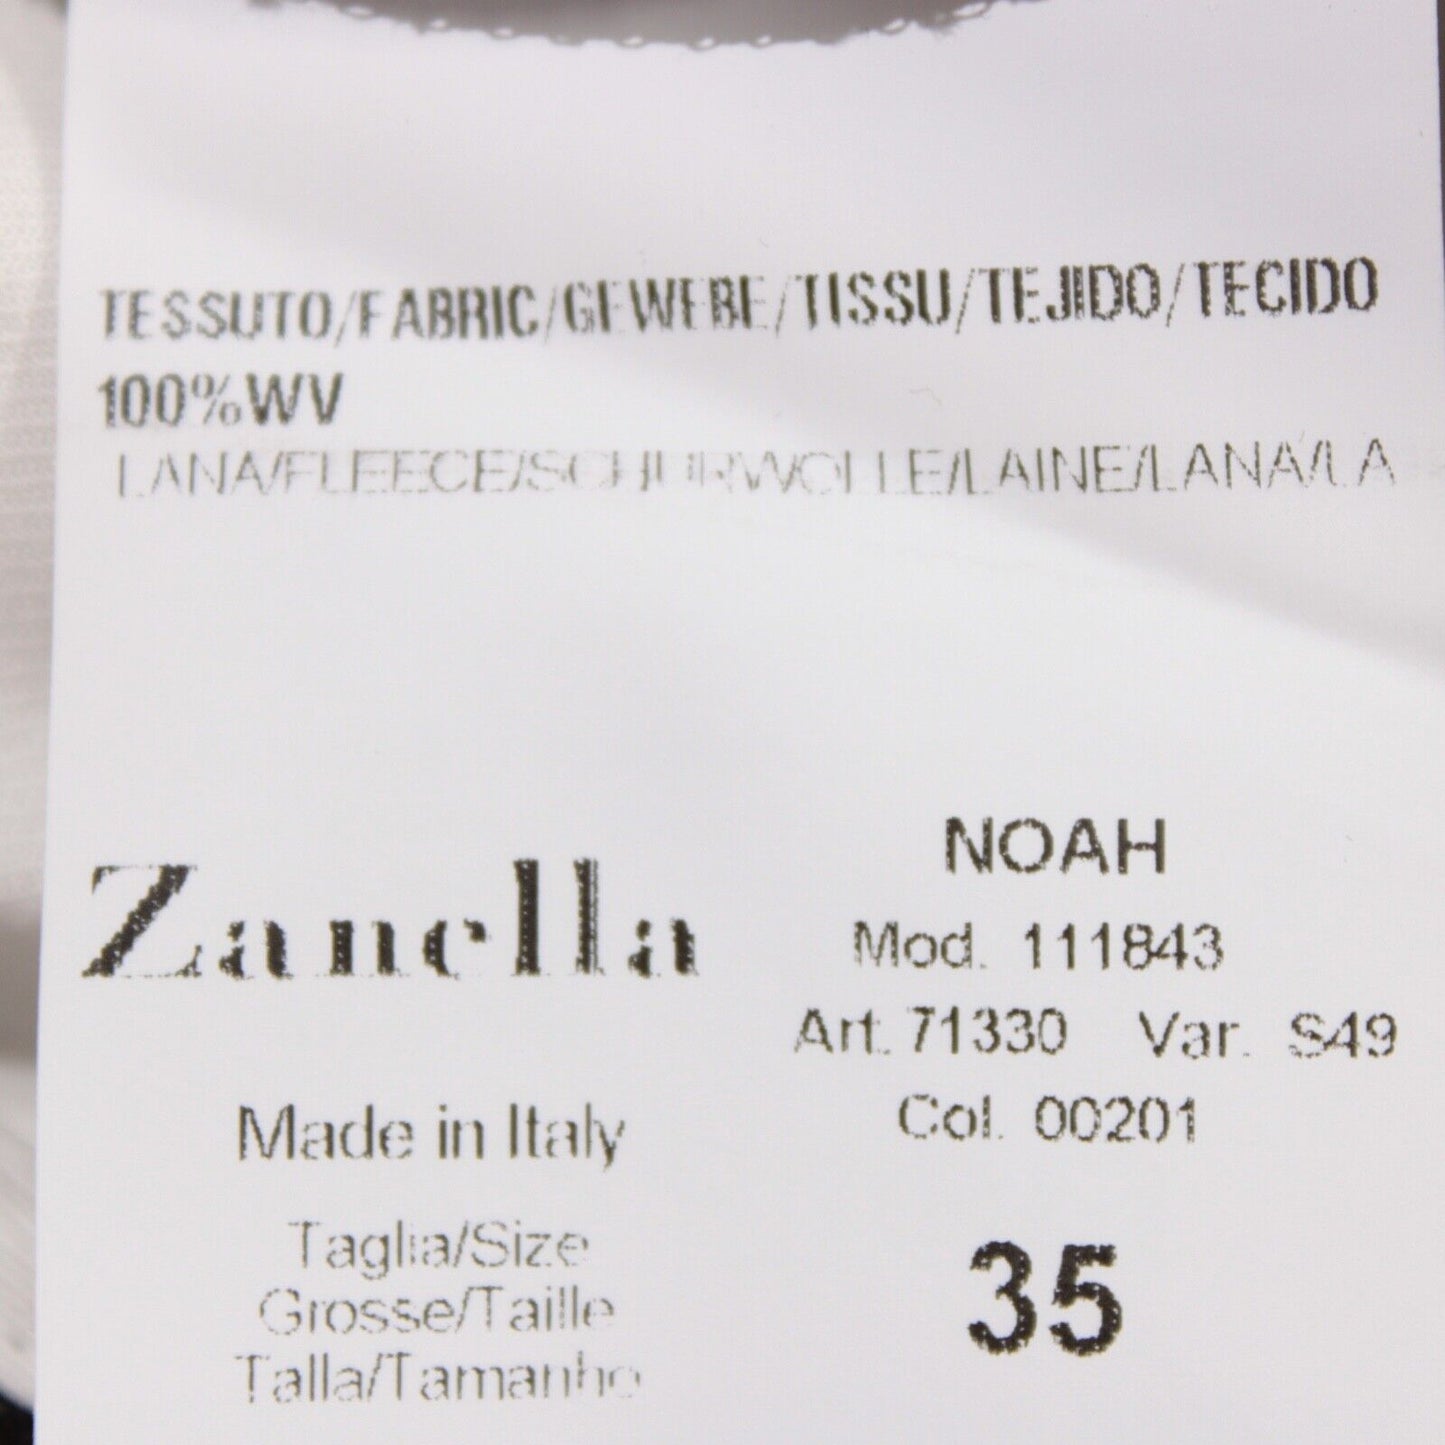 TESSUTO/FABRIC/GEWEBE/TISSU/TEJIDO/TECIDO
100%WV
LANA/FLEECE/SCHURWOLLE/LAINE/LANA/LA
Zanella
NOAH
Mod. 111843
Art. 71330 Var. S49
Col. 00201
Made in Italy
Taglia/Size
Grosse/Taille
Talla/Tamanho
35